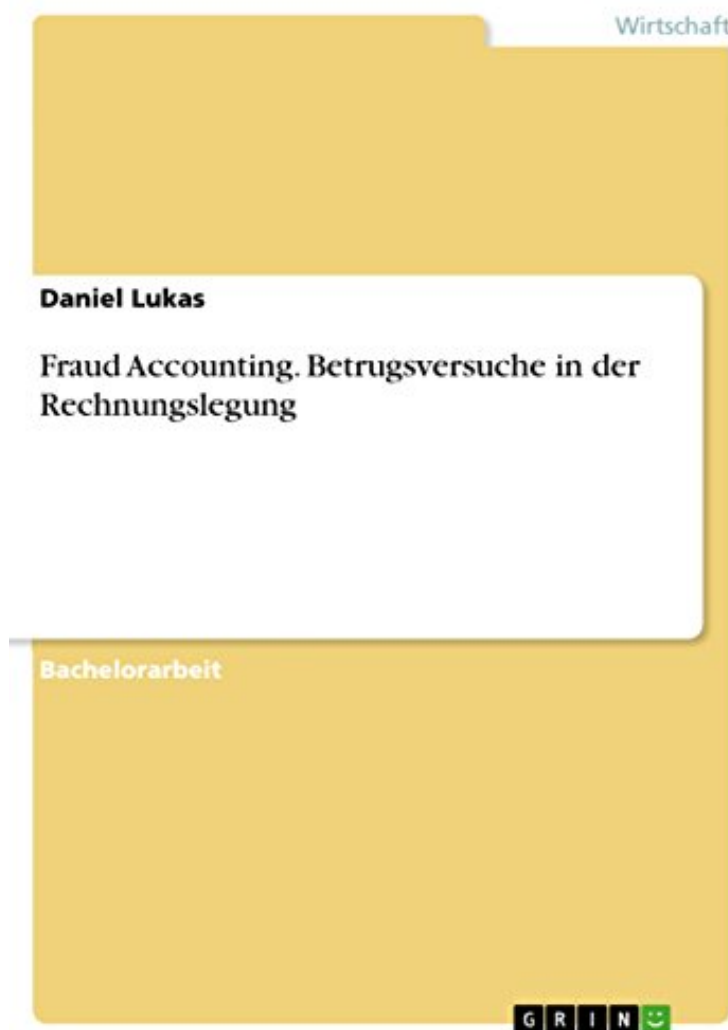 Wirtschaft
Daniel Lukas
Fraud Accounting. Betrugsversuche in der
Rechnungslegung
Bachelorarbeit
GRIN